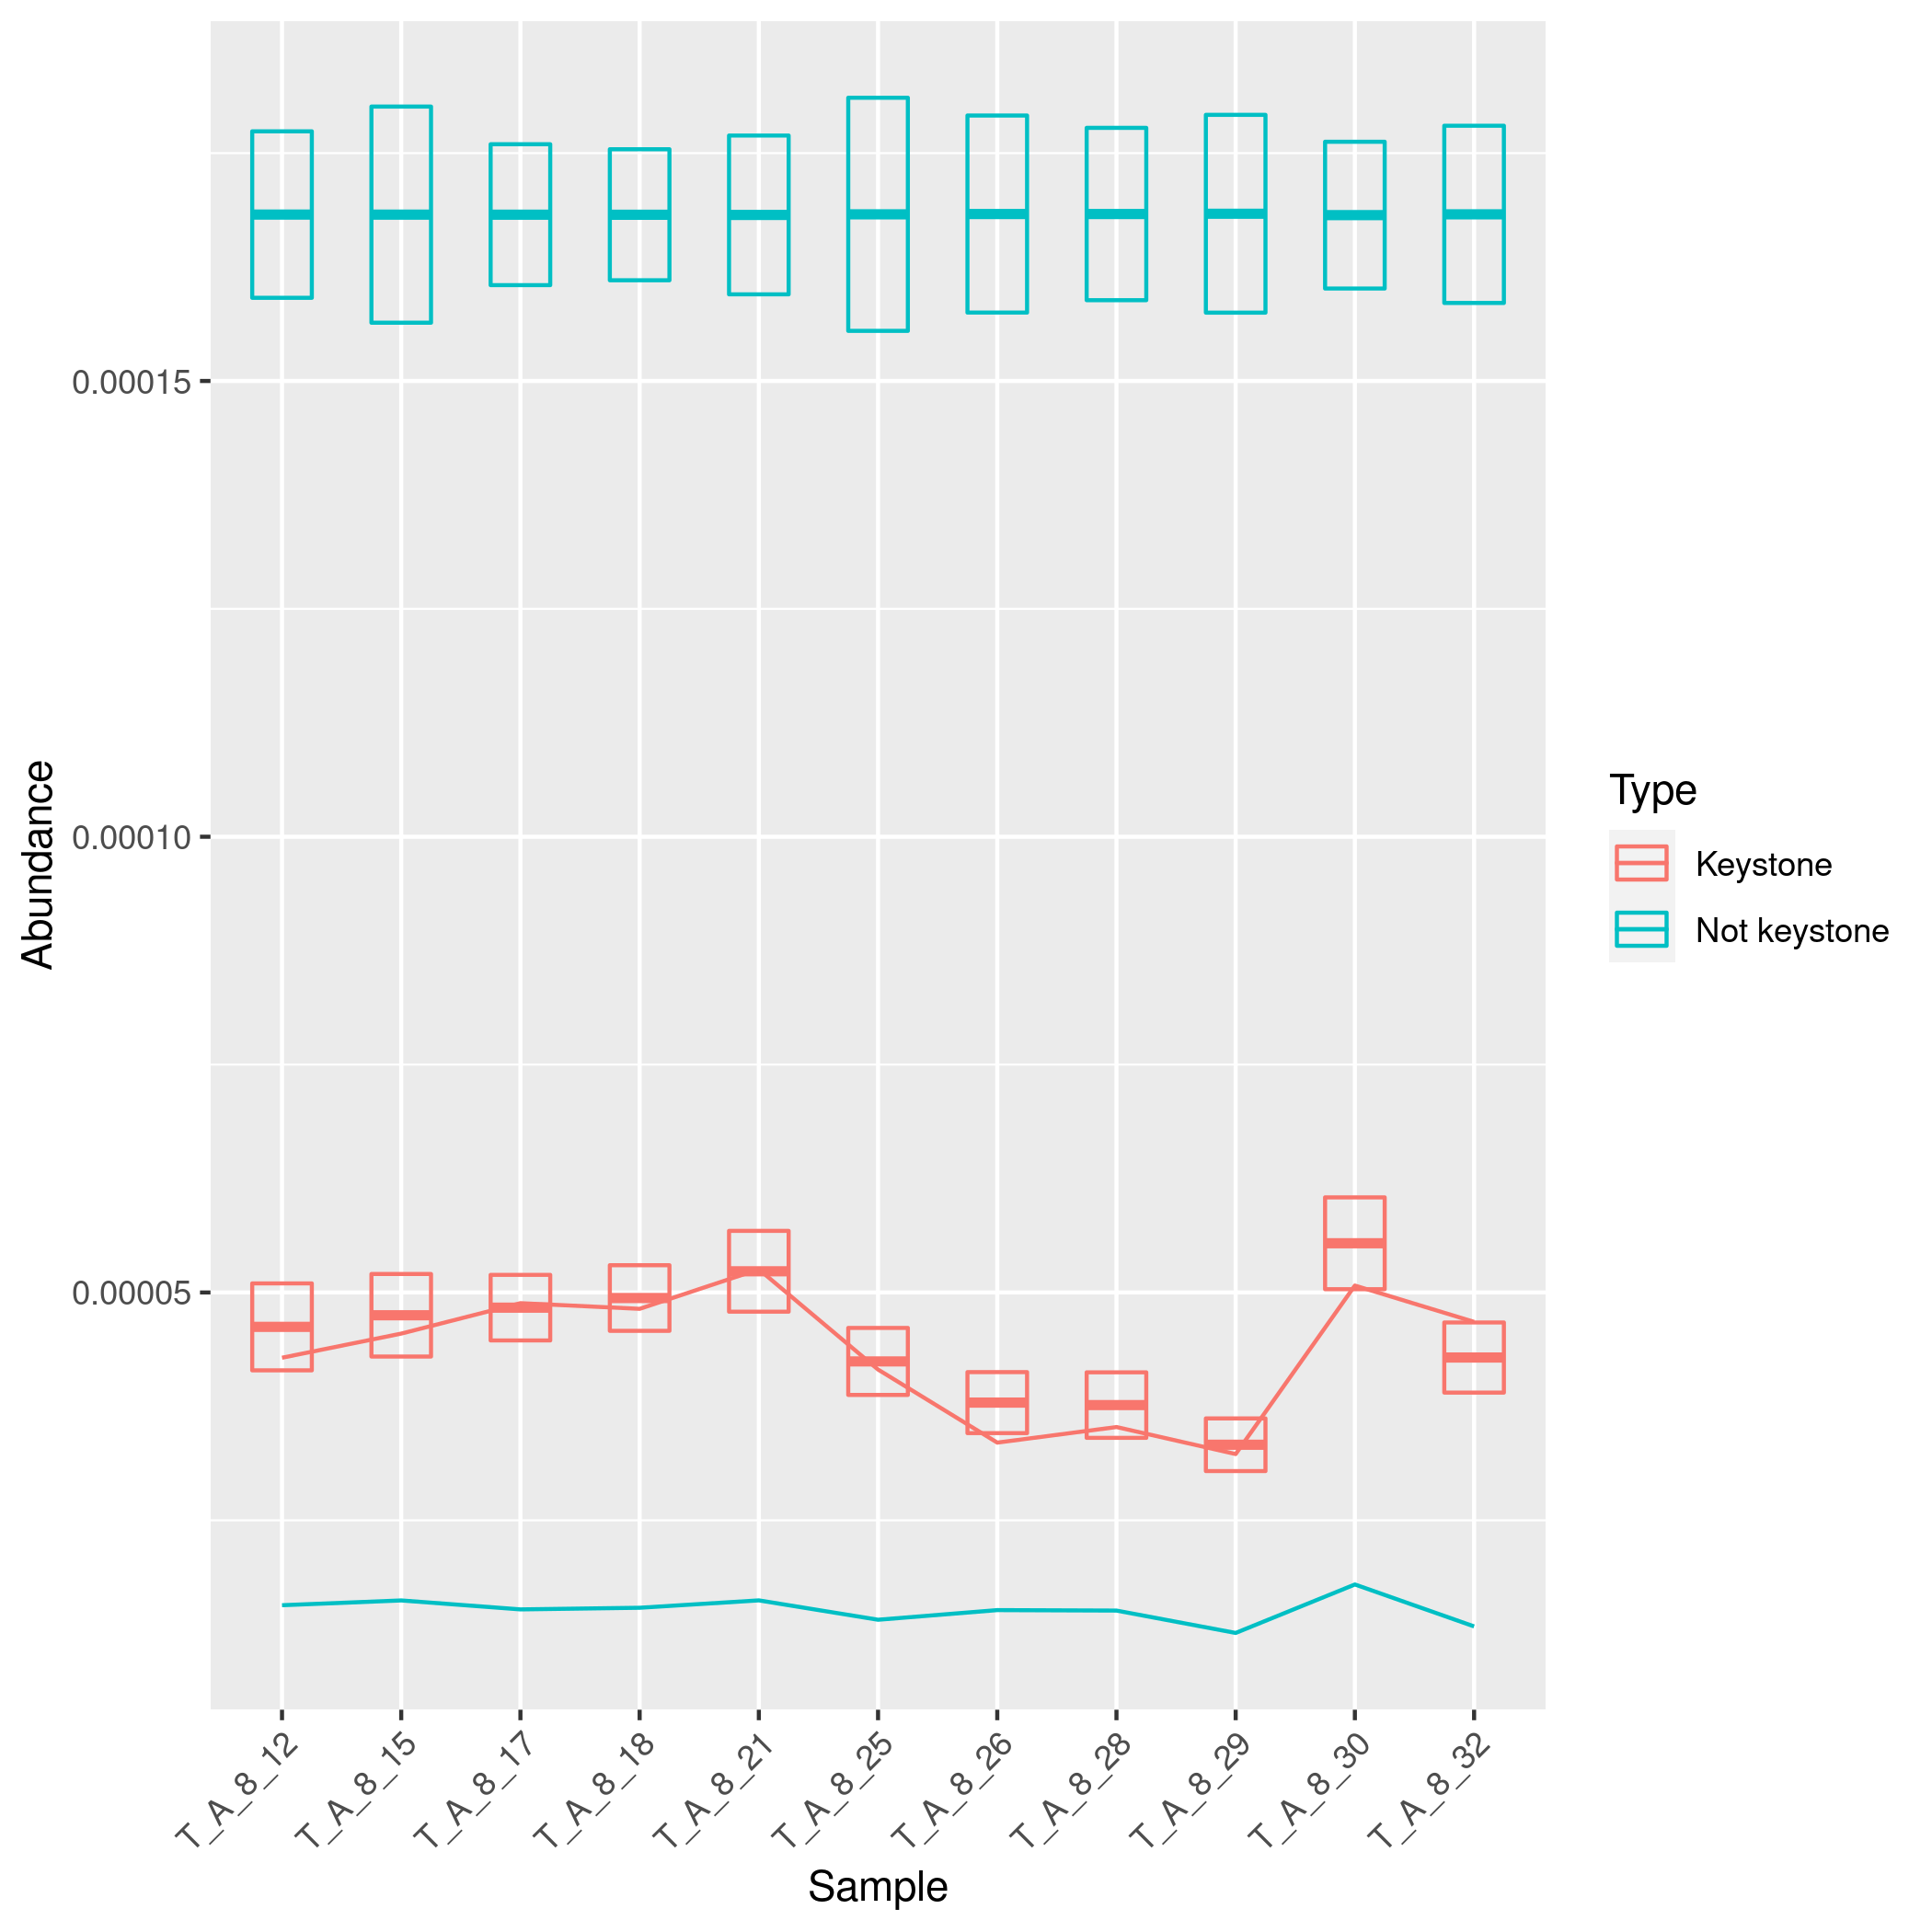 0.00015
0.00010
0.00005
Abundance
T_A_8_12
T_A_8_15
T_A_8_17
T_A_8_18
T_A_8_21
T_A_8_25
T_A_8_26
T_A_8_28
T_A_8_29
T_A_8_30
T_A_8_32
Sample
Type
Keystone
Not keystone